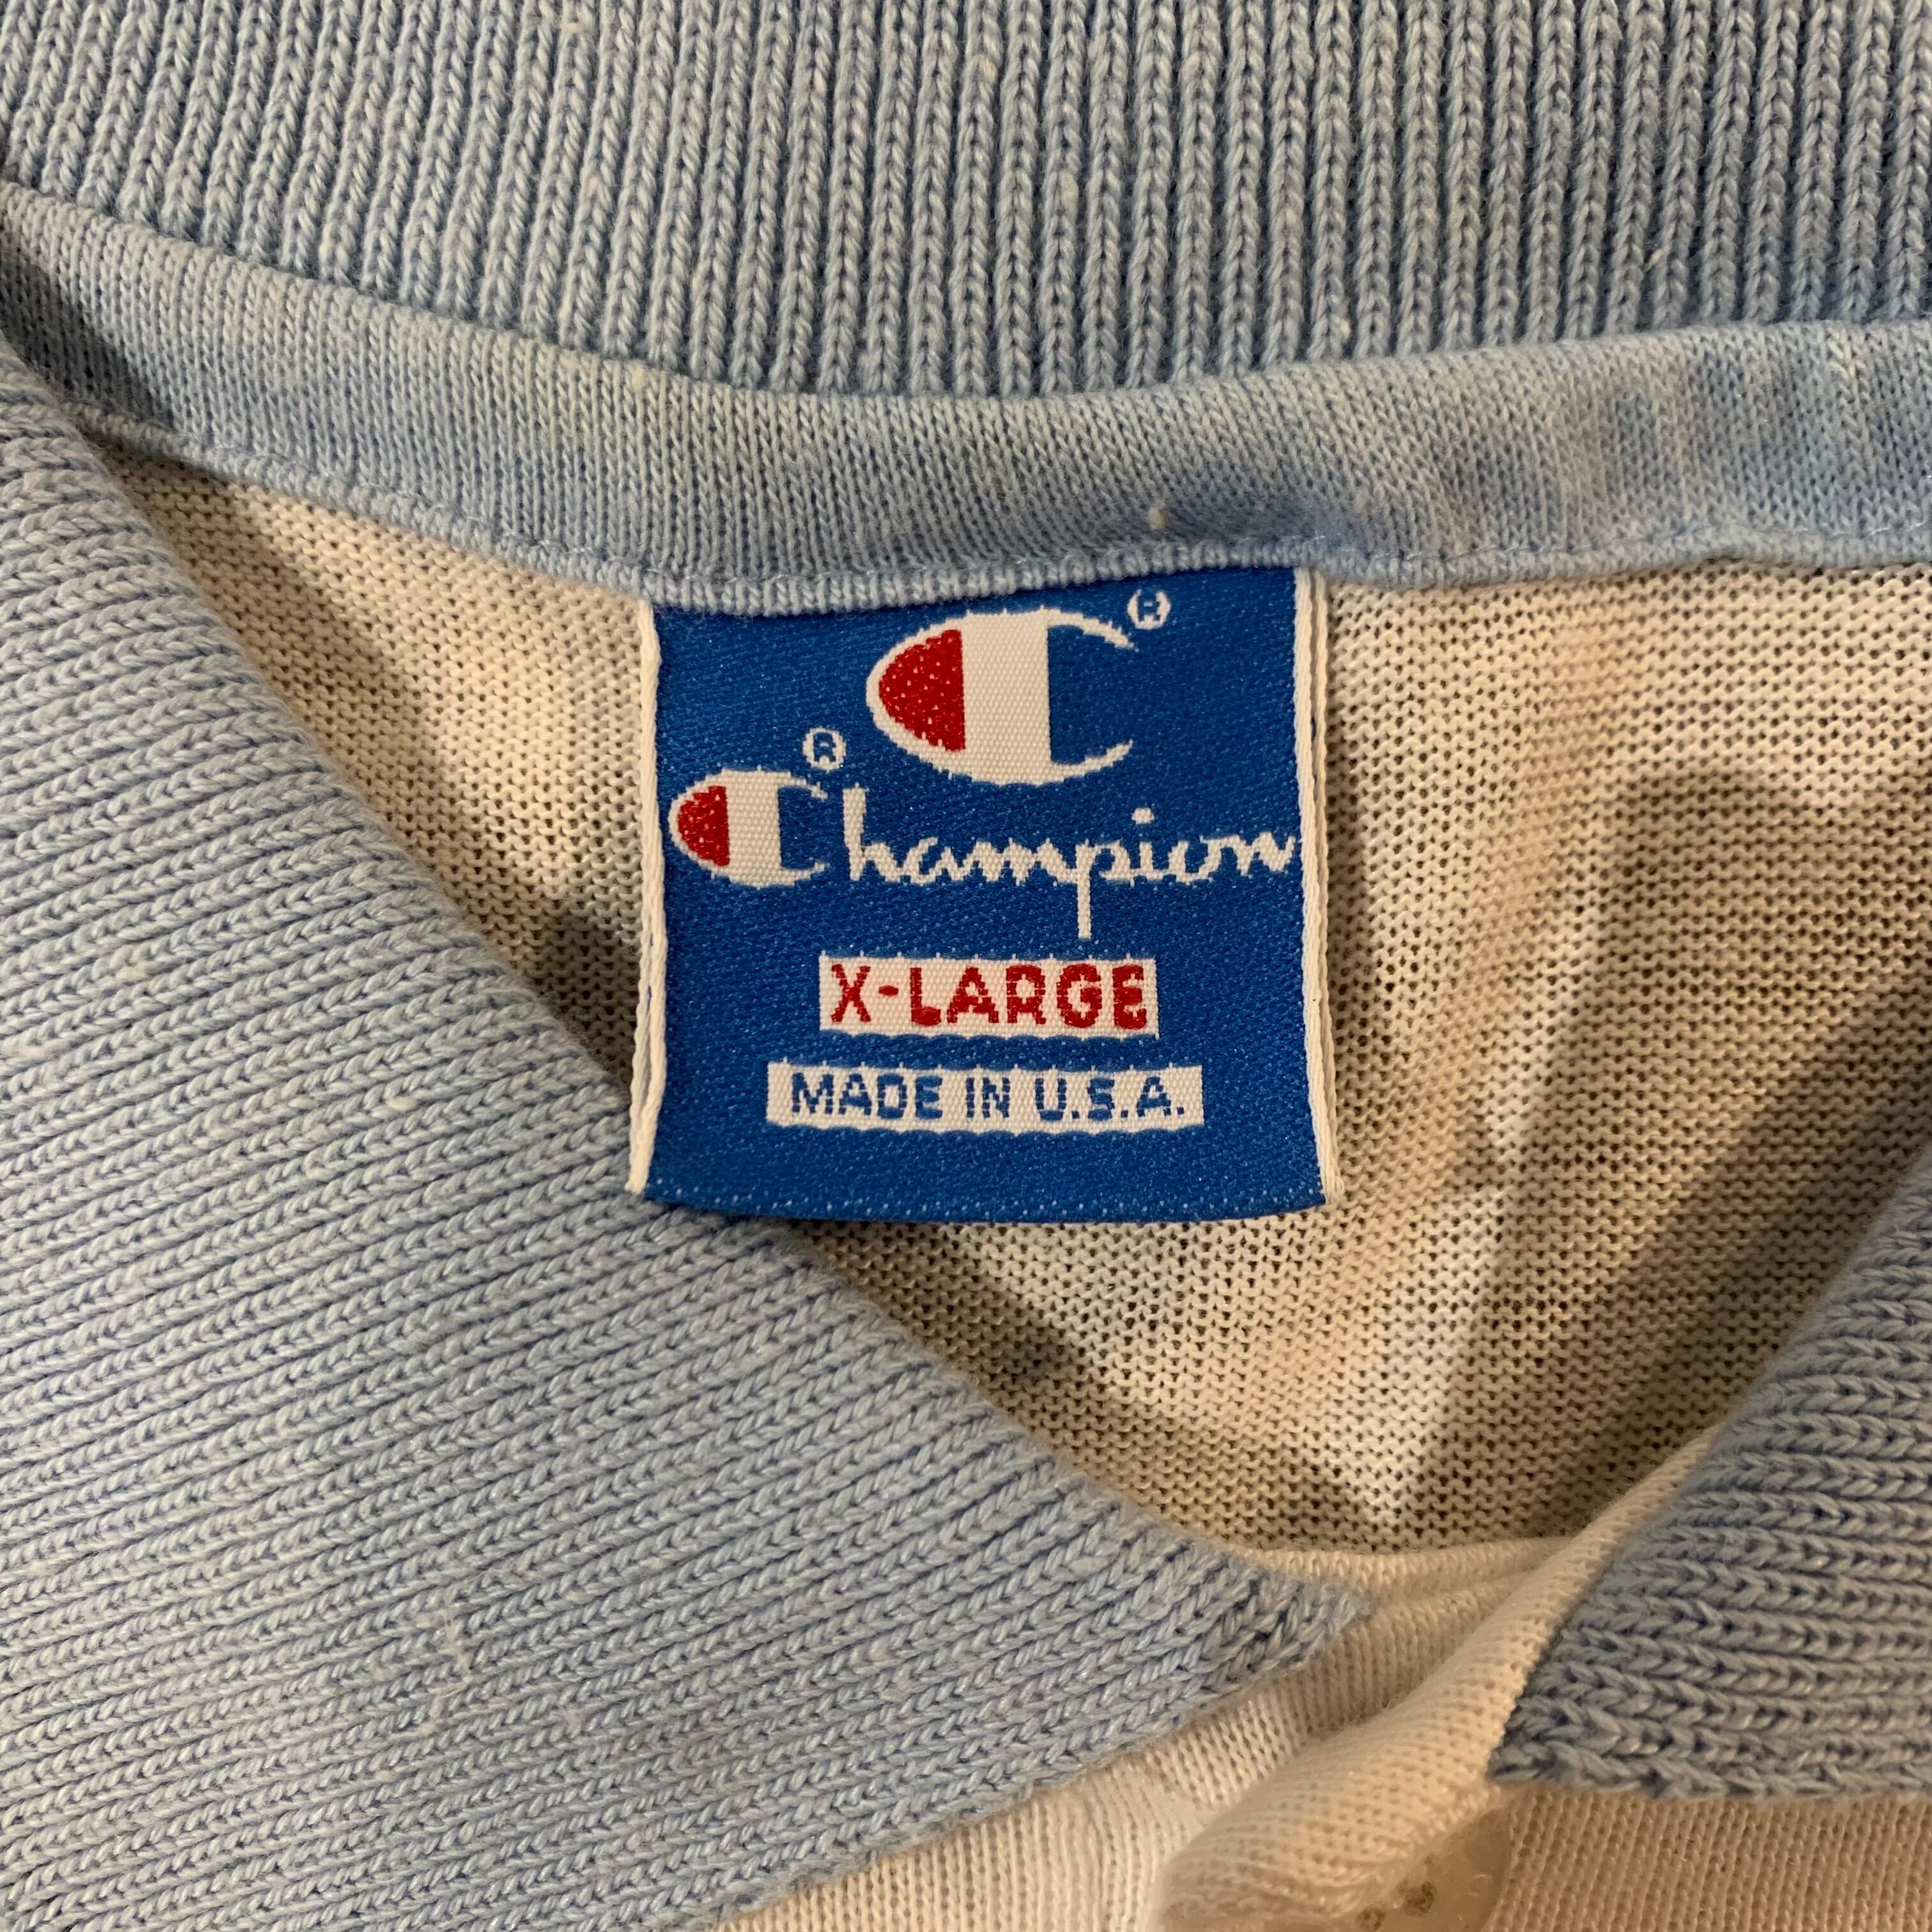 C®
Champion®
X-LARGE
MADE IN U.S.A.